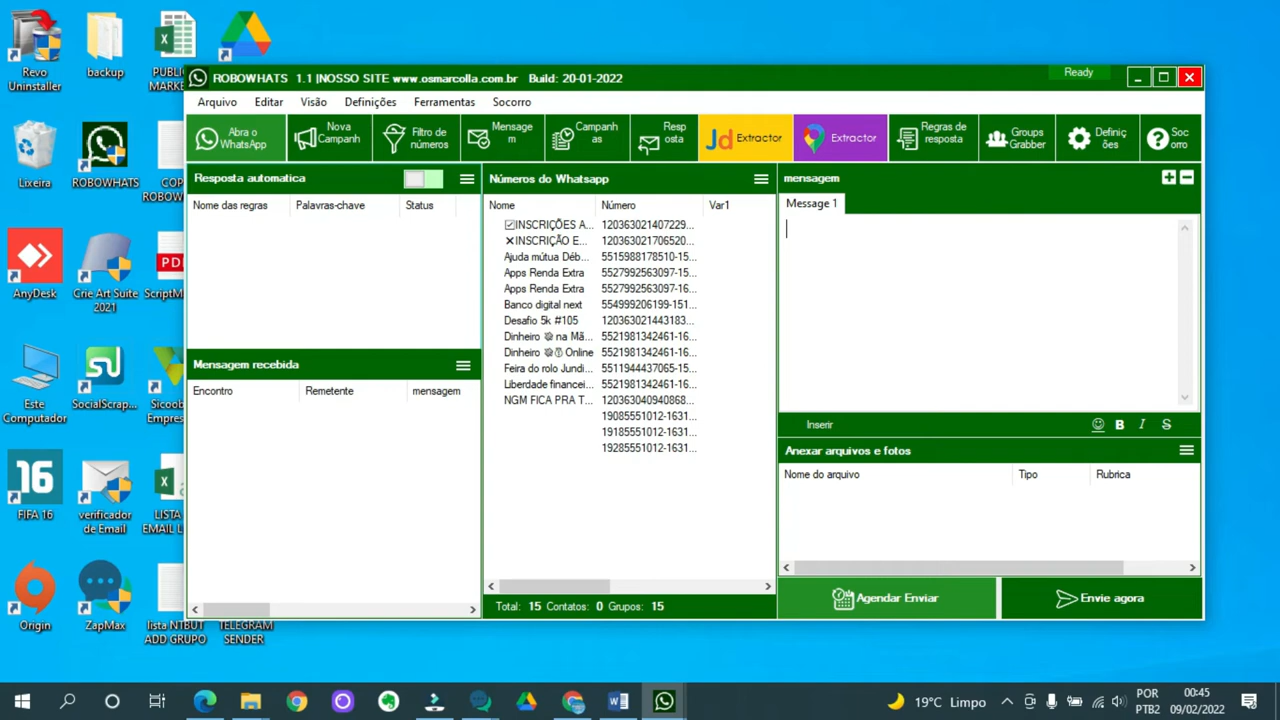 Revo
Uninstaller
backup
PUBLIC
MARKE
ROBOWHATS 1.1 |NOSSO SITE www.osmarcolla.com.br Build: 20-01-2022
Ready
Arquivo Editar Visão Definições Ferramentas Socorro
Abra o
WhatsApp
Nova
Campanh
Filtro de
números
Mensage
m
Campanh
as
Resp
osta
Jd Extractor
Extractor
Regras de
resposta
Groups
Grabber
Definiç
ões
Soc
orro
Lixeira
ROBOWHATS
COP
ROBOW
Resposta automatica
Nome das regras Palavras-chave Status
Números do Whatsapp
Nome Número Var1
INSCRIÇÕES A... 120363021407229...
INSCRIÇÃO E... 120363021706520...
Ajuda mútua Déb... 5515988178510-15...
Apps Renda Extra 5527992563097-15...
Apps Renda Extra 5527992563097-16...
Banco digital next 554999206199-151...
Desafio 5k #105 120363021443183...
Dinheiro na Mã... 5521981342461-16...
Dinheiro Online 5521981342461-16...
Feira do rolo Jundi... 5511944437065-15...
Liberdade financei... 5521981342461-16...
NGM FICA PRA T... 120363040940868...
19085551012-1631...
19185551012-1631...
19285551012-1631...
Total: 15 Contatos: 0 Grupos: 15
mensagem
Message 1
Inserir B I S
Anexar arquivos e fotos
Nome do arquivo Tipo Rubrica
Agendar Enviar
Envie agora
Mensagem recebida
Encontro Remetente mensagem
AnyDesk
Crie Art Suite
2021
PDF
ScriptM
Este
Computador
SocialScrap...
Sicoob
Empres
16
FIFA 16
verificador
de Email
LISTA
EMAIL L
Origin
ZapMax
lista NTBUT
ADD GRUPO
TELEGRAM
SENDER
19°C Limpo
POR
PTB2
00:45
09/02/2022